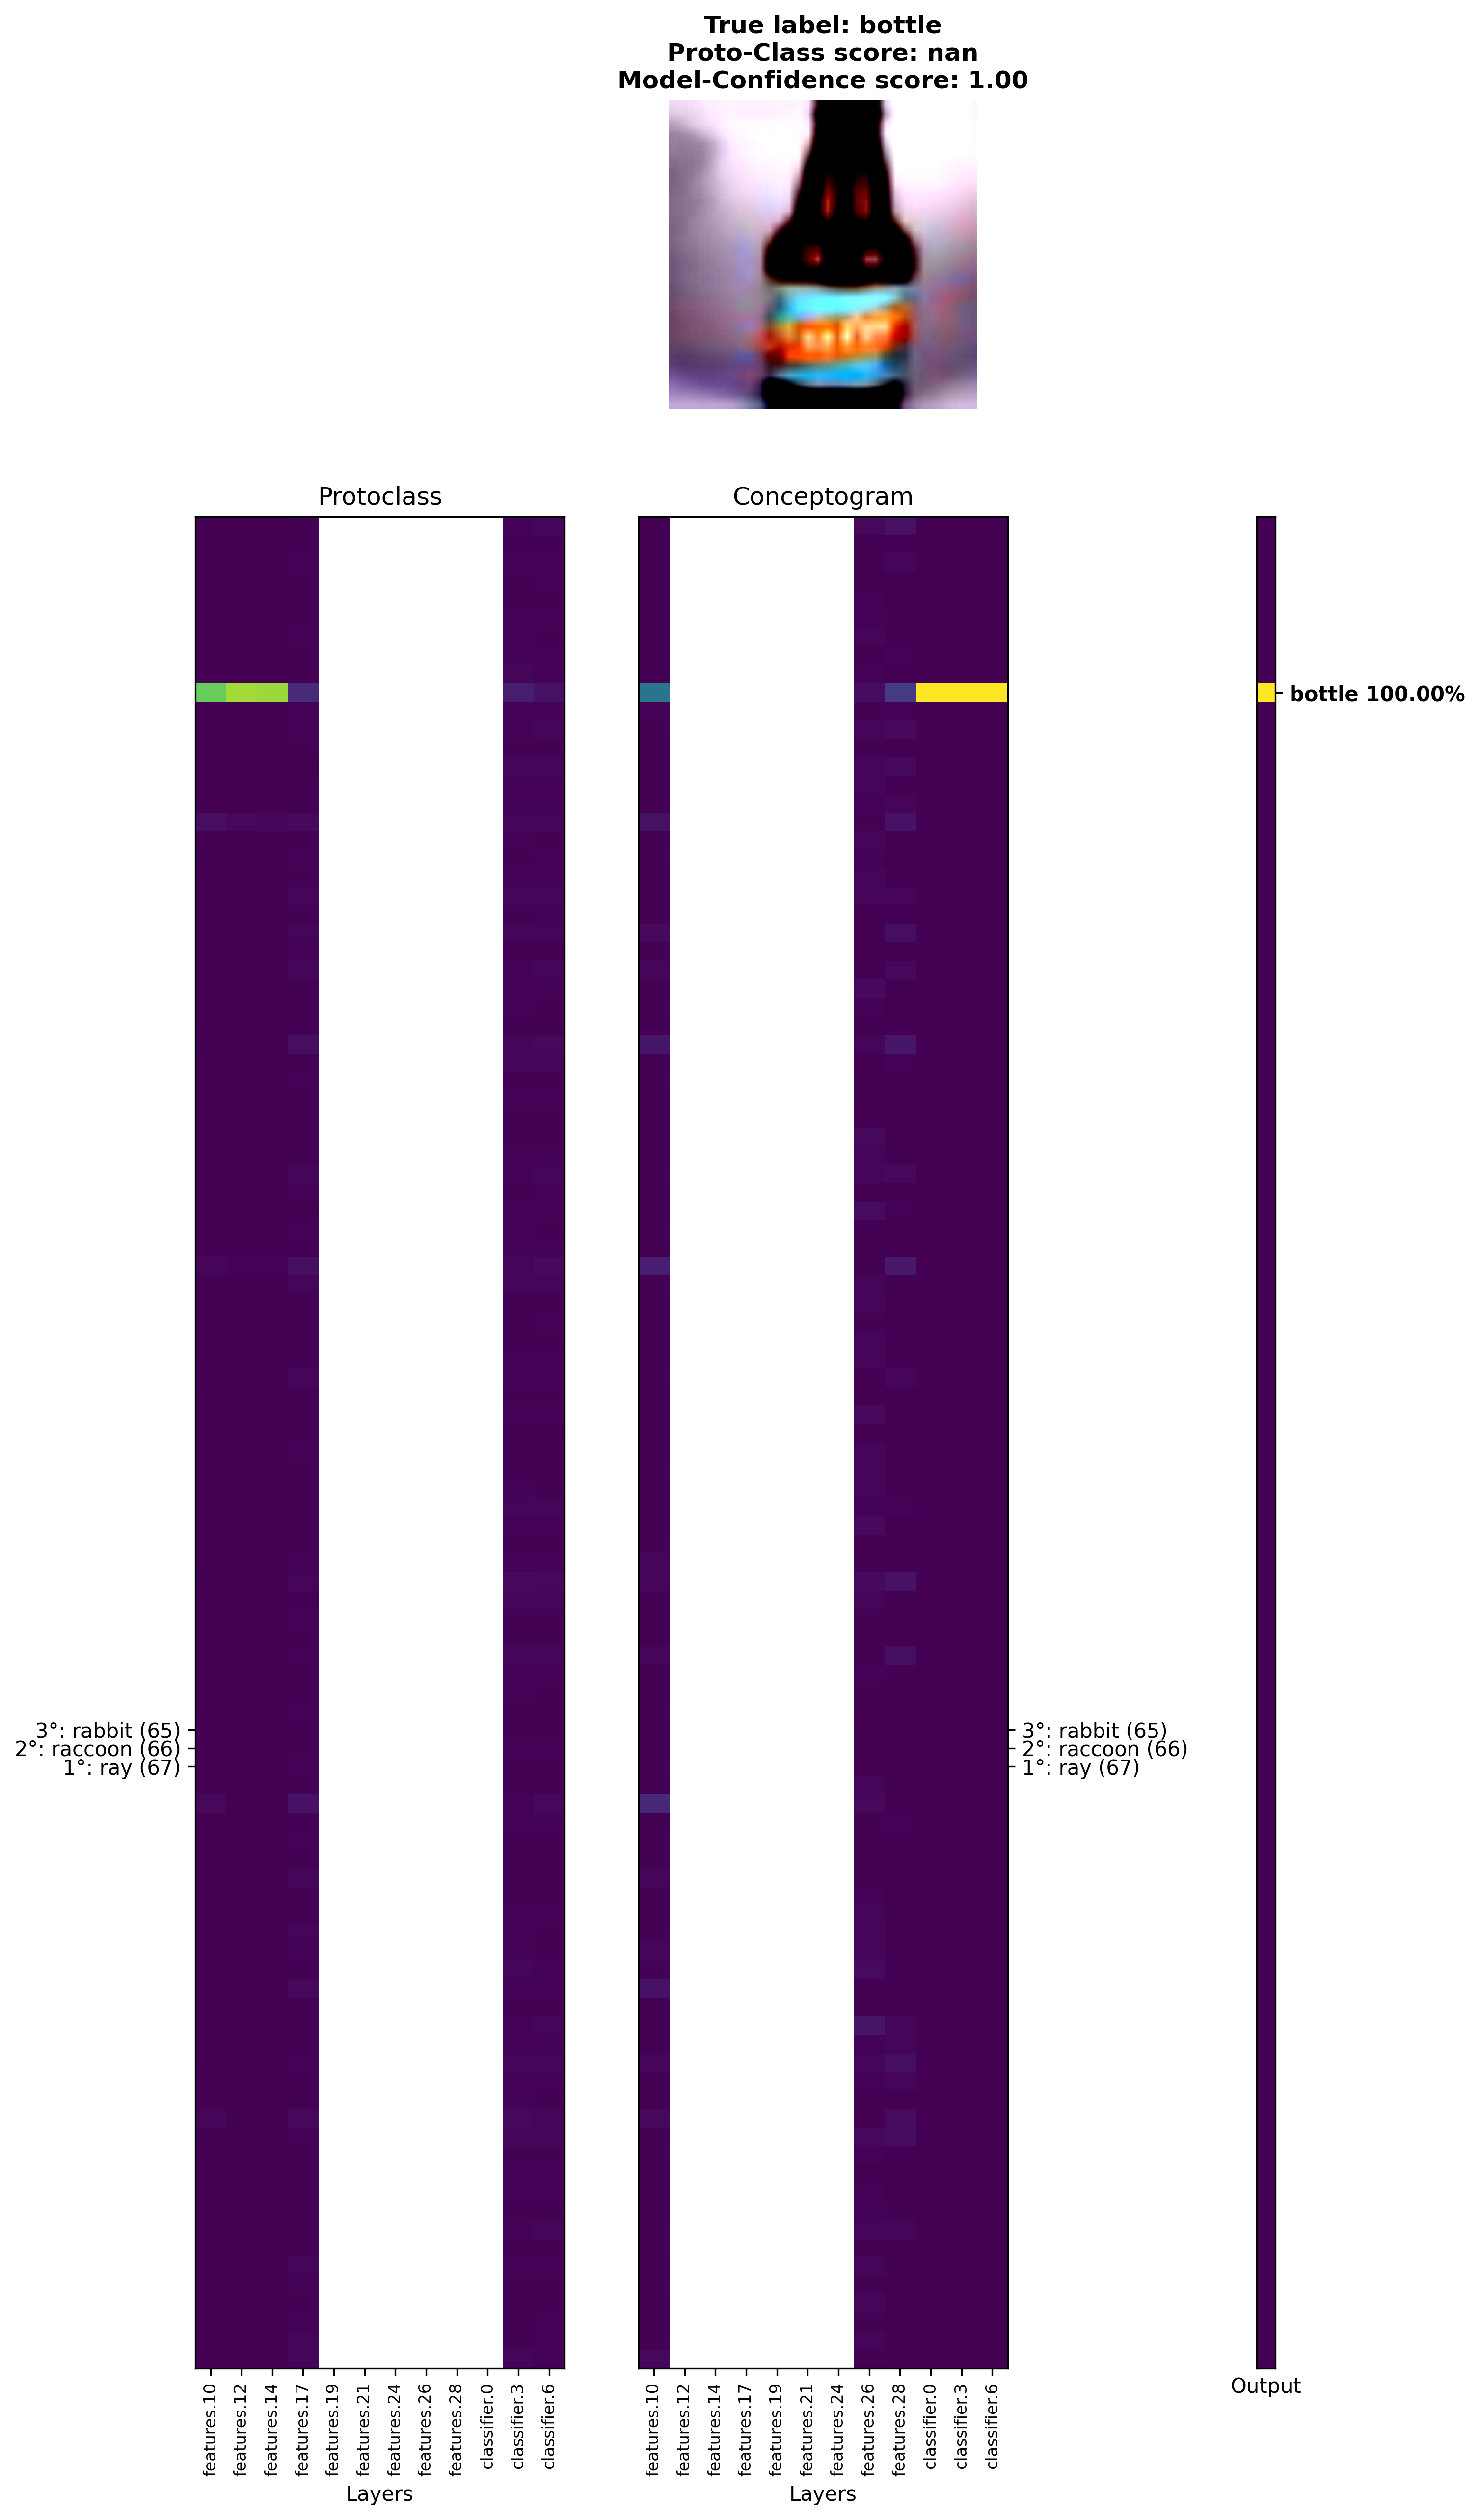 True label: bottle
Proto-Class score: nan
Model-Confidence score: 1.00
Protoclass
Conceptogram
bottle 100.00%
3°: rabbit (65)
2°: raccoon (66)
1°: ray (67)
3°: rabbit (65)
2°: raccoon (66)
1°: ray (67)
features.10
features.12
features.14
features.17
features.19
features.21
features.24
features.26
features.28
classifier.0
classifier.3
classifier.6
Layers
features.10
features.12
features.14
features.17
features.19
features.21
features.24
features.26
features.28
classifier.0
classifier.3
classifier.6
Layers
Output